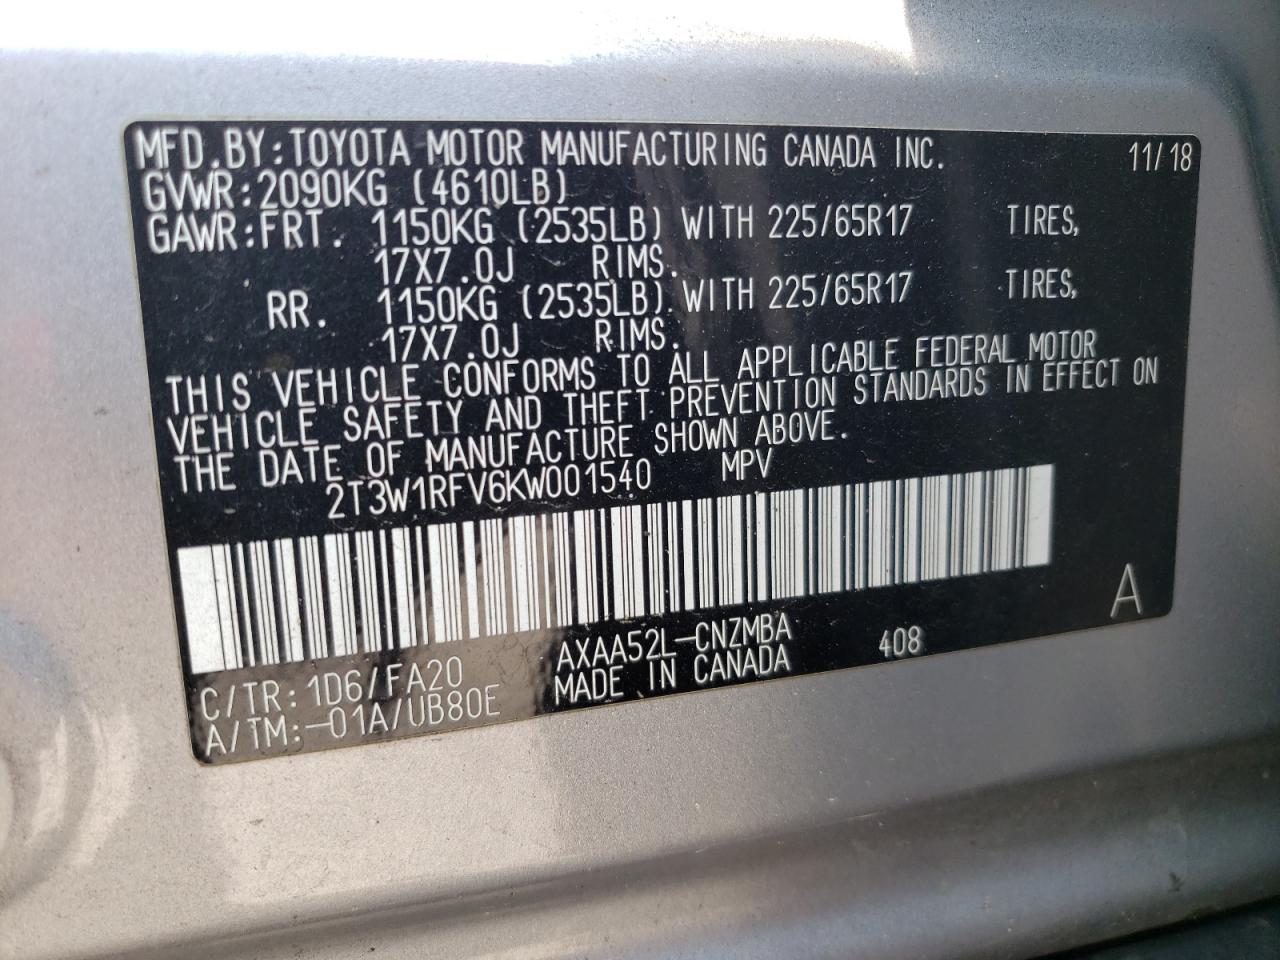 MFD.BY:TOYOTA MOTOR MANUFACTURING CANADA INC. 11/18
GVWR:2090KG (4610LB)
GAWR:FRT. 1150KG (2535LB) WITH 225/65R17 TIRES,
17X7.0J RIMS.
RR. 1150KG (2535LB) WITH 225/65R17 TIRES,
17X7.0J RIMS.
THIS VEHICLE CONFORMS TO ALL APPLICABLE FEDERAL MOTOR
VEHICLE SAFETY AND THEFT PREVENTION STANDARDS IN EFFECT ON
THE DATE OF MANUFACTURE SHOWN ABOVE.
2T3W1RFV6KW001540 MPV
A
C/TR:1D6/FA20 AXAA52L-CNZMBA 408
A/TM:-01A/UB80E MADE IN CANADA